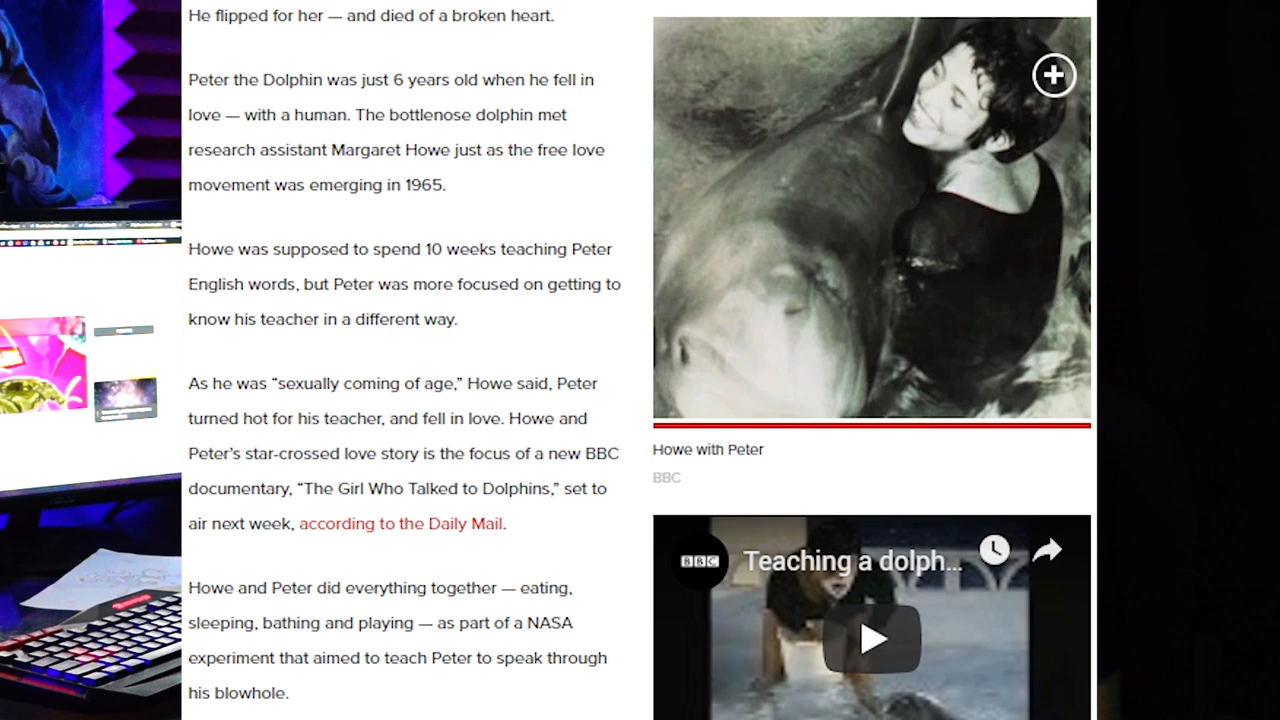 He flipped for her — and died of a broken heart.
Peter the Dolphin was just 6 years old when he fell in
love — with a human. The bottlenose dolphin met
research assistant Margaret Howe just as the free love
movement was emerging in 1965.
Howe was supposed to spend 10 weeks teaching Peter
English words, but Peter was more focused on getting to
know his teacher in a different way.
As he was “sexually coming of age,” Howe said, Peter
turned hot for his teacher, and fell in love. Howe and
Peter’s star-crossed love story is the focus of a new BBC
documentary, “The Girl Who Talked to Dolphins,” set to
air next week, according to the Daily Mail.
Howe and Peter did everything together — eating,
sleeping, bathing and playing — as part of a NASA
experiment that aimed to teach Peter to speak through
his blowhole.
Howe with Peter
BBC
BBC
Teaching a dolph...